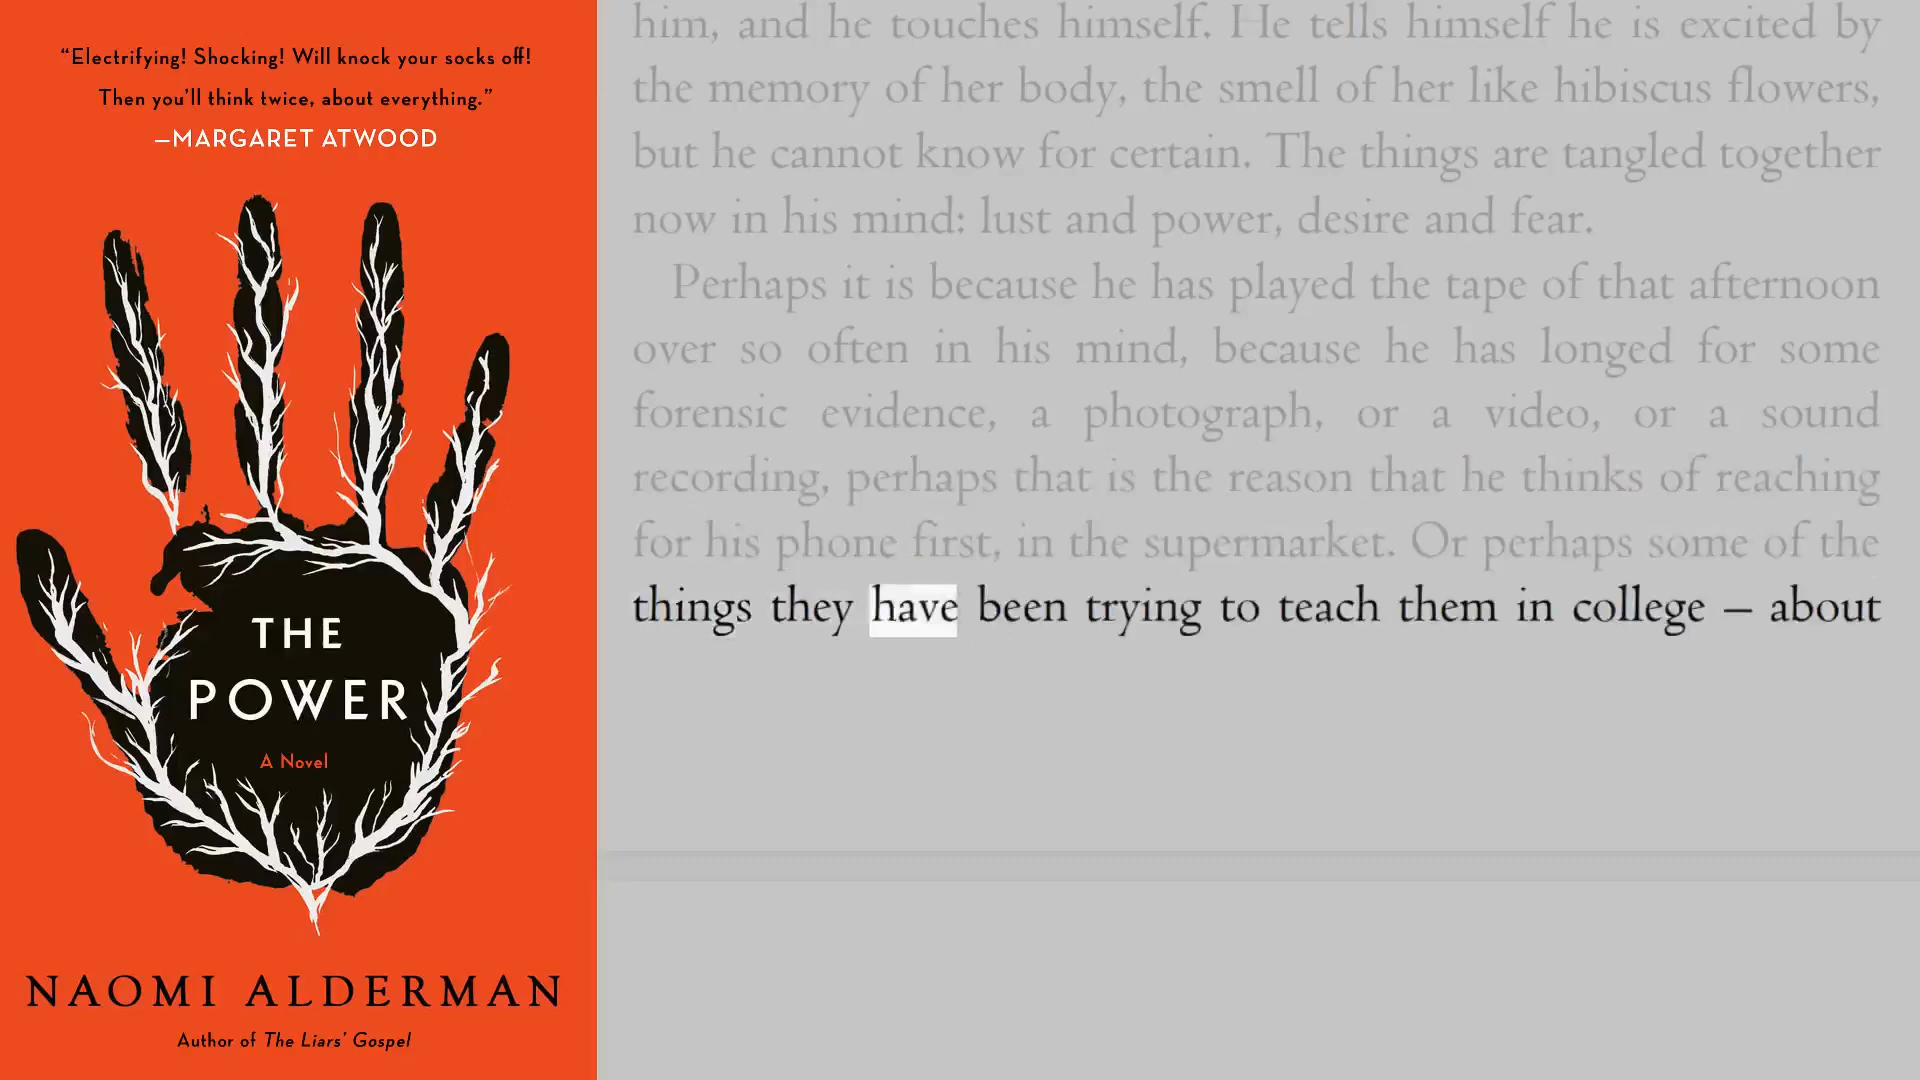 “Electrifying! Shocking! Will knock your socks off!
Then you’ll think twice, about everything.”
—MARGARET ATWOOD
THE
POWER
A Novel
NAOMI ALDERMAN
Author of The Liars’ Gospel
him, and he touches himself. He tells himself he is excited by
the memory of her body, the smell of her like hibiscus flowers,
but he cannot know for certain. The things are tangled together
now in his mind: lust and power, desire and fear.
Perhaps it is because he has played the tape of that afternoon
over so often in his mind, because he has longed for some
forensic evidence, a photograph, or a video, or a sound
recording, perhaps that is the reason that he thinks of reaching
for his phone first, in the supermarket. Or perhaps some of the
things they have been trying to teach them in college – about